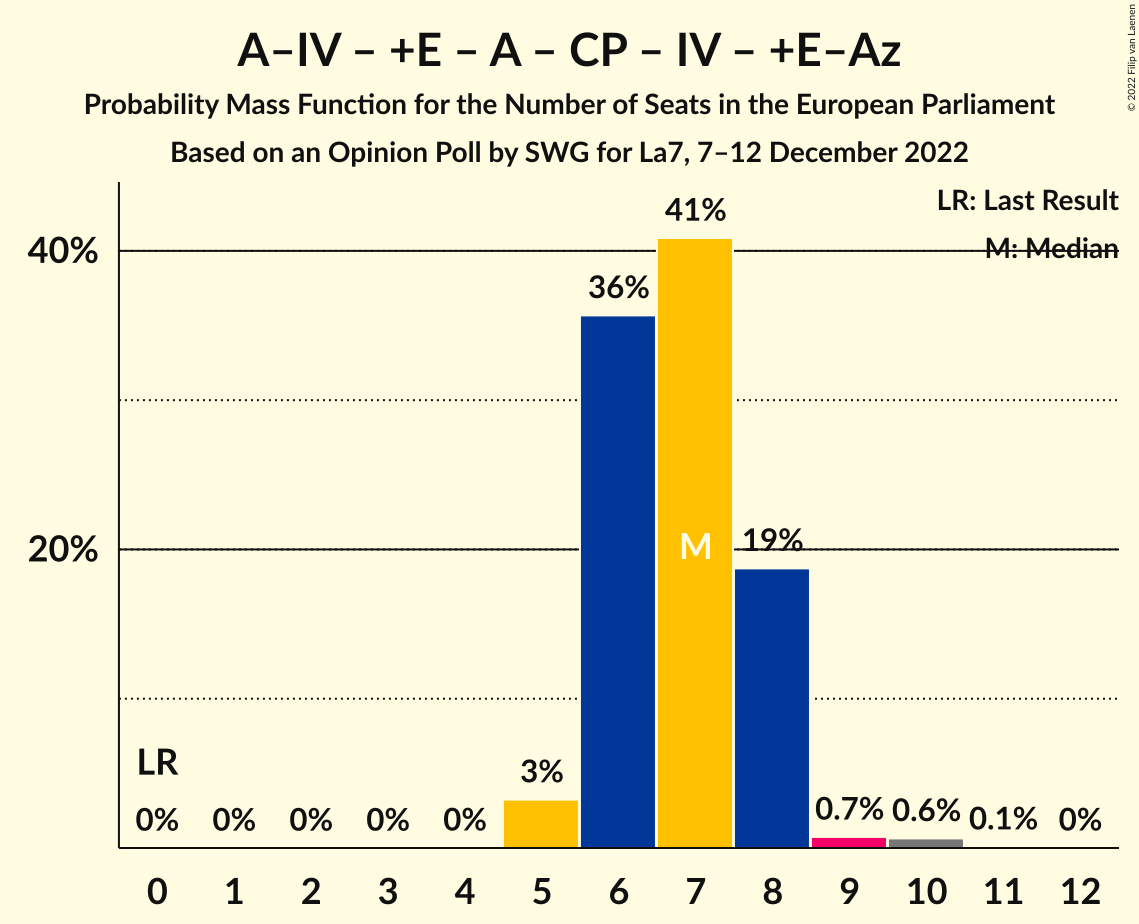 A–IV – +E – A – CP – IV – +E–Az
Probability Mass Function for the Number of Seats in the European Parliament
Based on an Opinion Poll by SWG for La7, 7–12 December 2022
© 2022 Filip van Laenen
LR: Last Result
M: Median
40%
20%
41%
36%
M
19%
LR
3%
0% 0% 0% 0% 0% 0.7% 0.6% 0.1% 0%
0 1 2 3 4 5 6 7 8 9 10 11 12